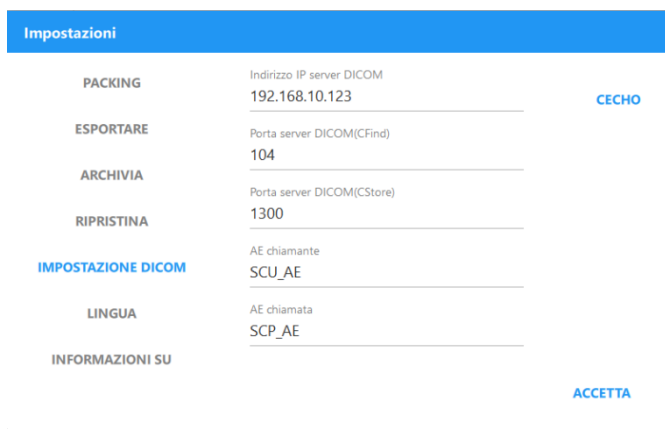 Impostazioni
PACKING
ESPORTARE
ARCHIVIA
RIPRISTINA
IMPOSTAZIONE DICOM
LINGUA
INFORMAZIONI SU
Indirizzo IP server DICOM
192.168.10.123
Porta server DICOM(CFind)
104
Porta server DICOM(CStore)
1300
AE chiamante
SCU_AE
AE chiamata
SCP_AE
CECHO
ACCETTA